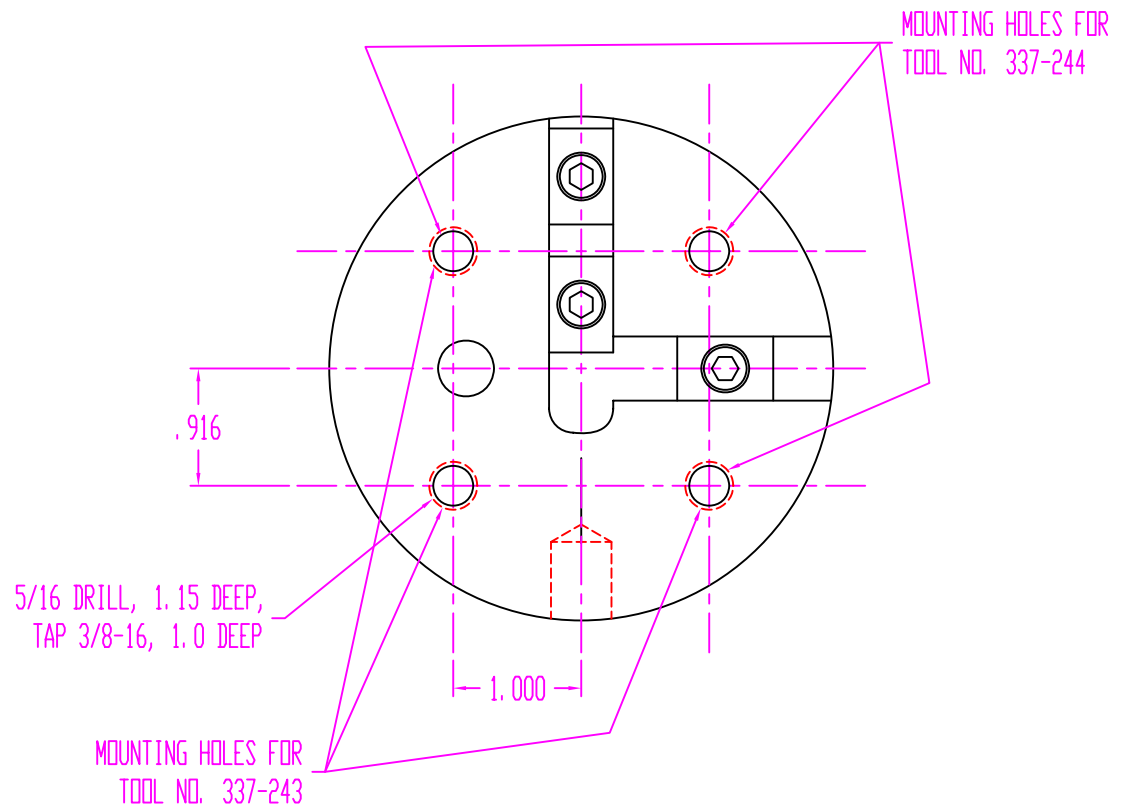 MOUNTING HOLES FOR
TOOL NO. 337-244
.916
5/16 DRILL, 1.15 DEEP,
TAP 3/8-16, 1.0 DEEP
1.000
MOUNTING HOLES FOR
TOOL NO. 337-243